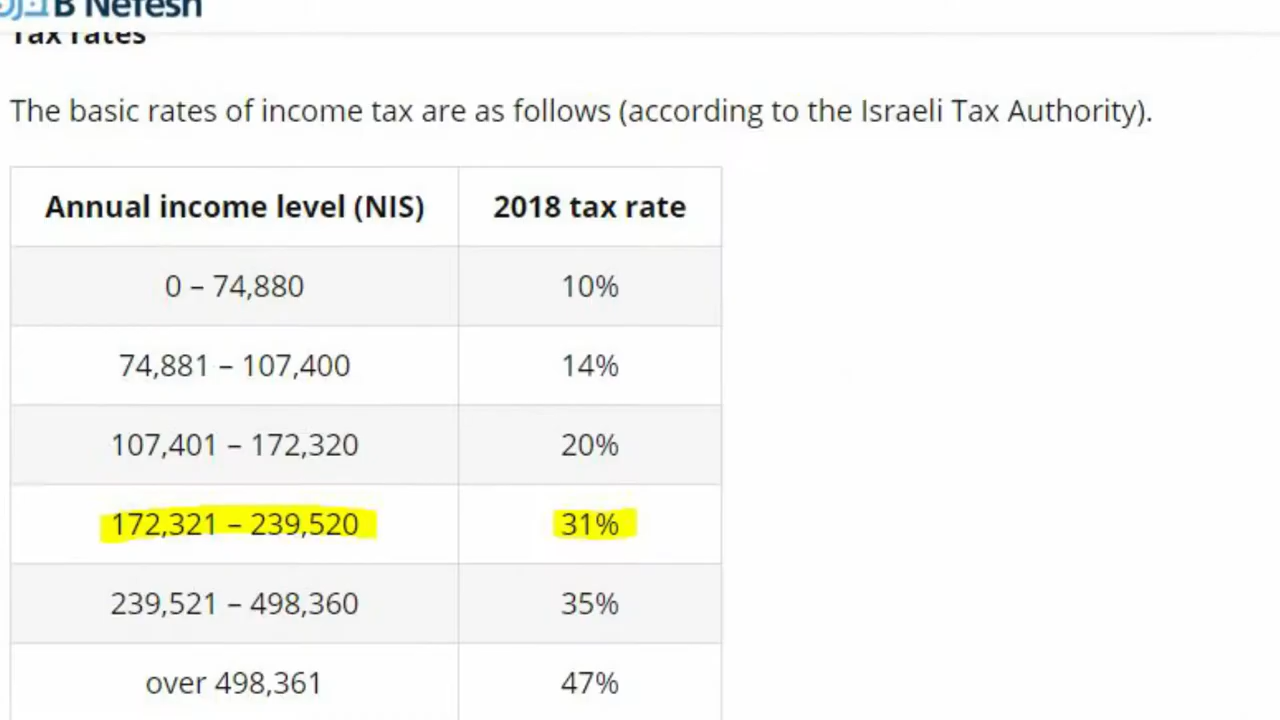 B Nefesh
Tax rates
The basic rates of income tax are as follows (according to the Israeli Tax Authority).
Annual income level (NIS) 2018 tax rate
0 – 74,880 10%
74,881 – 107,400 14%
107,401 – 172,320 20%
172,321 – 239,520 31%
239,521 – 498,360 35%
over 498,361 47%